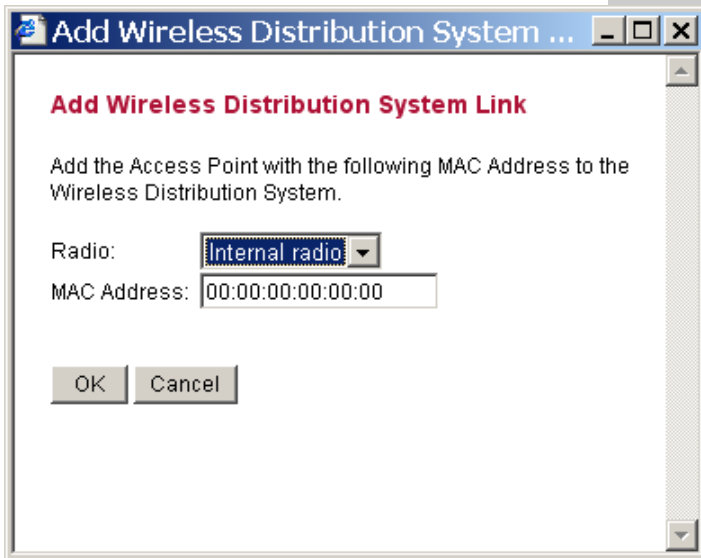 Add Wireless Distribution System ...
Add Wireless Distribution System Link
Add the Access Point with the following MAC Address to the
Wireless Distribution System.
Radio: Internal radio
MAC Address: 00:00:00:00:00:00
OK Cancel